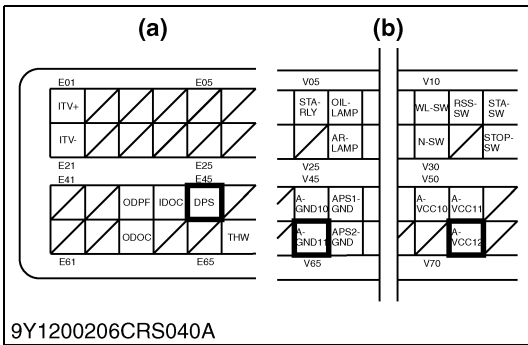 (a) (b)
E01 E05 V05 V10
ITV+ STA-RLY OIL-LAMP WL-SW RSS-SW STA-SW
ITV- AR-LAMP N-SW STOP-SW
E21 E25 V25 V30
E41 E45 V45 V50
ODPF IDOC DPS A-GND10 APS1-GND A-VCC10 A-VCC11
ODOC THW A-GND11 APS2-GND A-VCC12
E61 E65 V65 V70
9Y1200206CRS040A